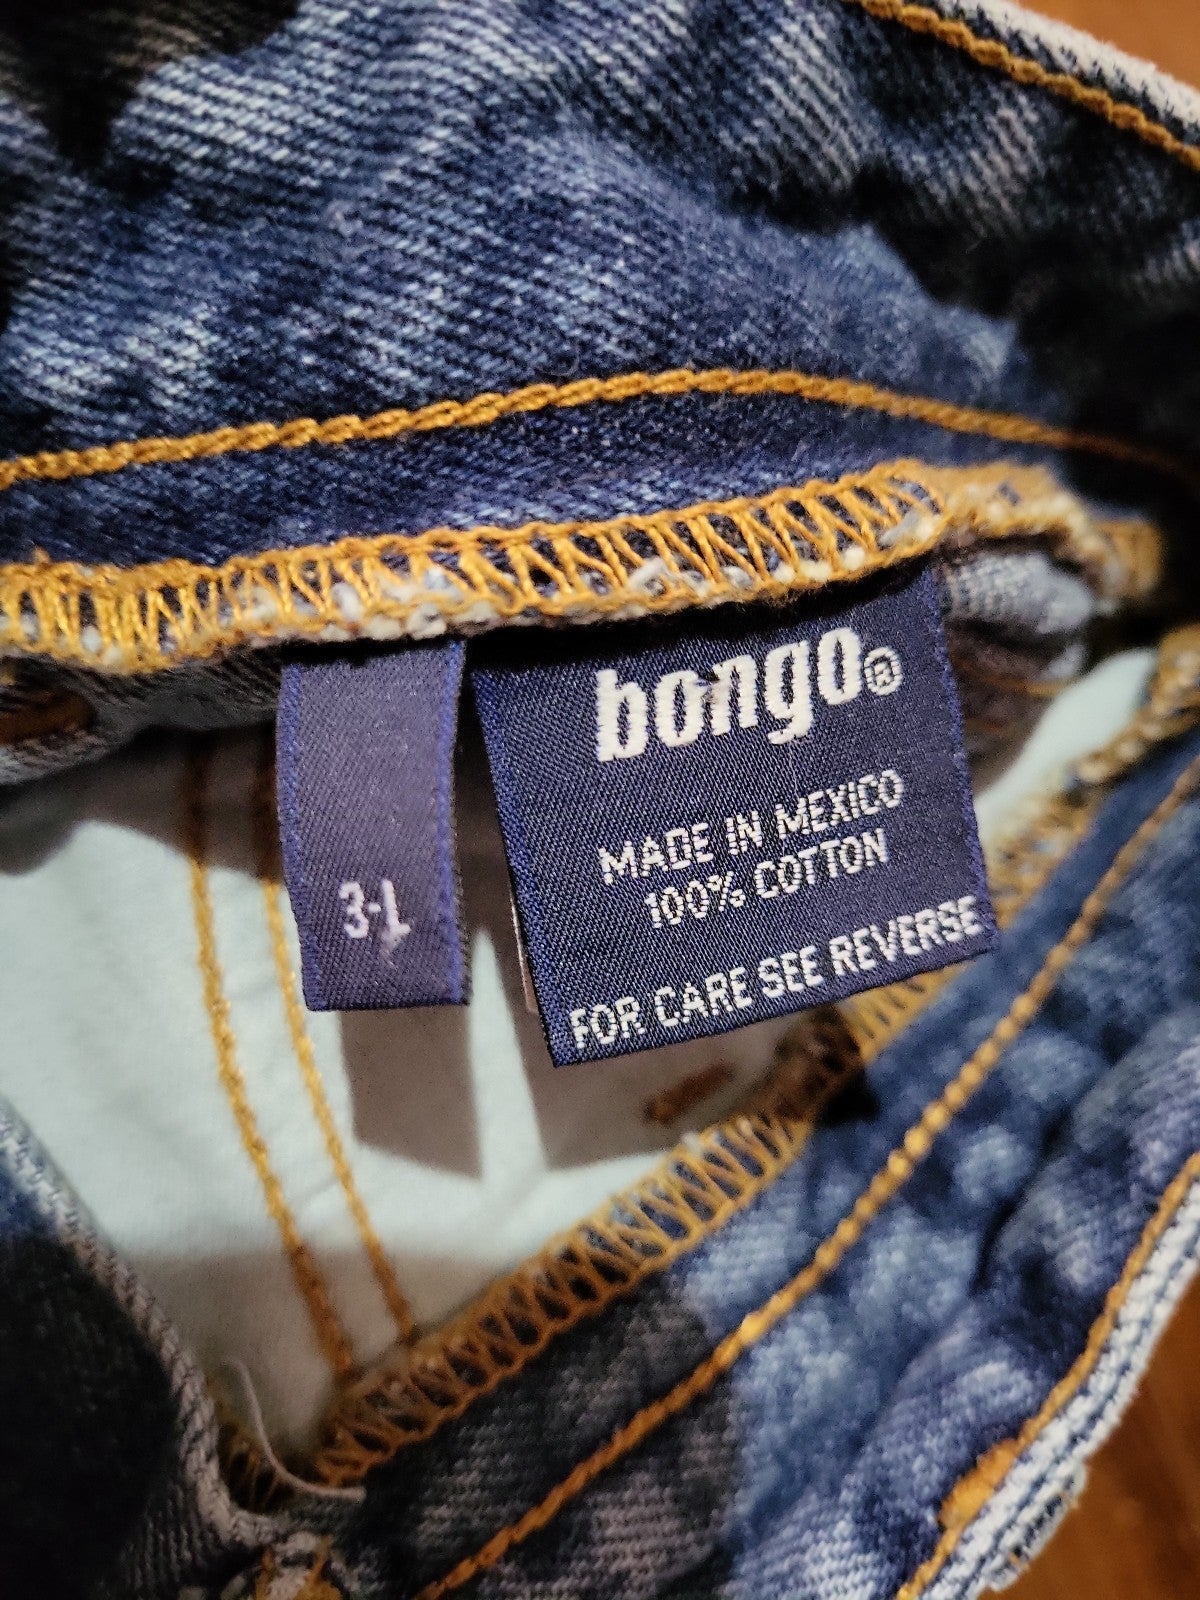 3-L
bongo®
MADE IN MEXICO
100% COTTON
FOR CARE SEE REVERSE